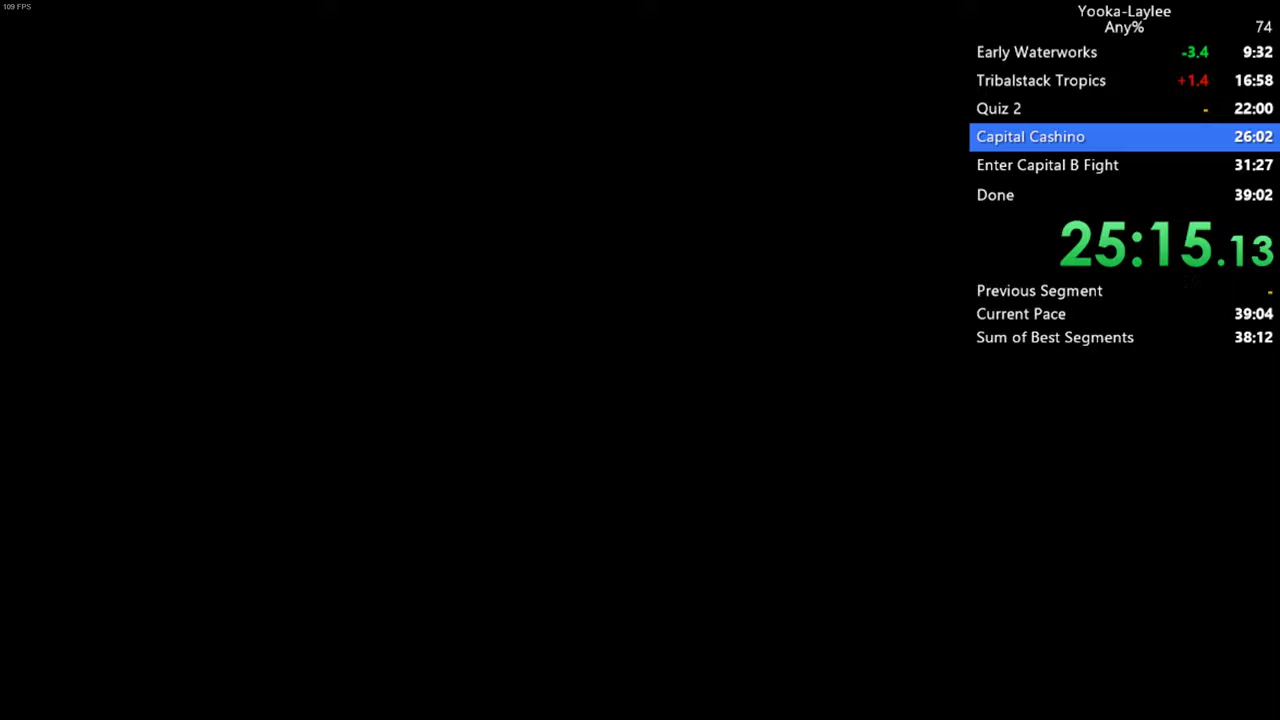 109 FPS
Yooka-Laylee
Any% 74
Early Waterworks -3.4 9:32
Tribalstack Tropics +1.4 16:58
Quiz 2 - 22:00
Capital Cashino 26:02
Enter Capital B Fight 31:27
Done 39:02
25:15.13
Previous Segment -
Current Pace 39:04
Sum of Best Segments 38:12